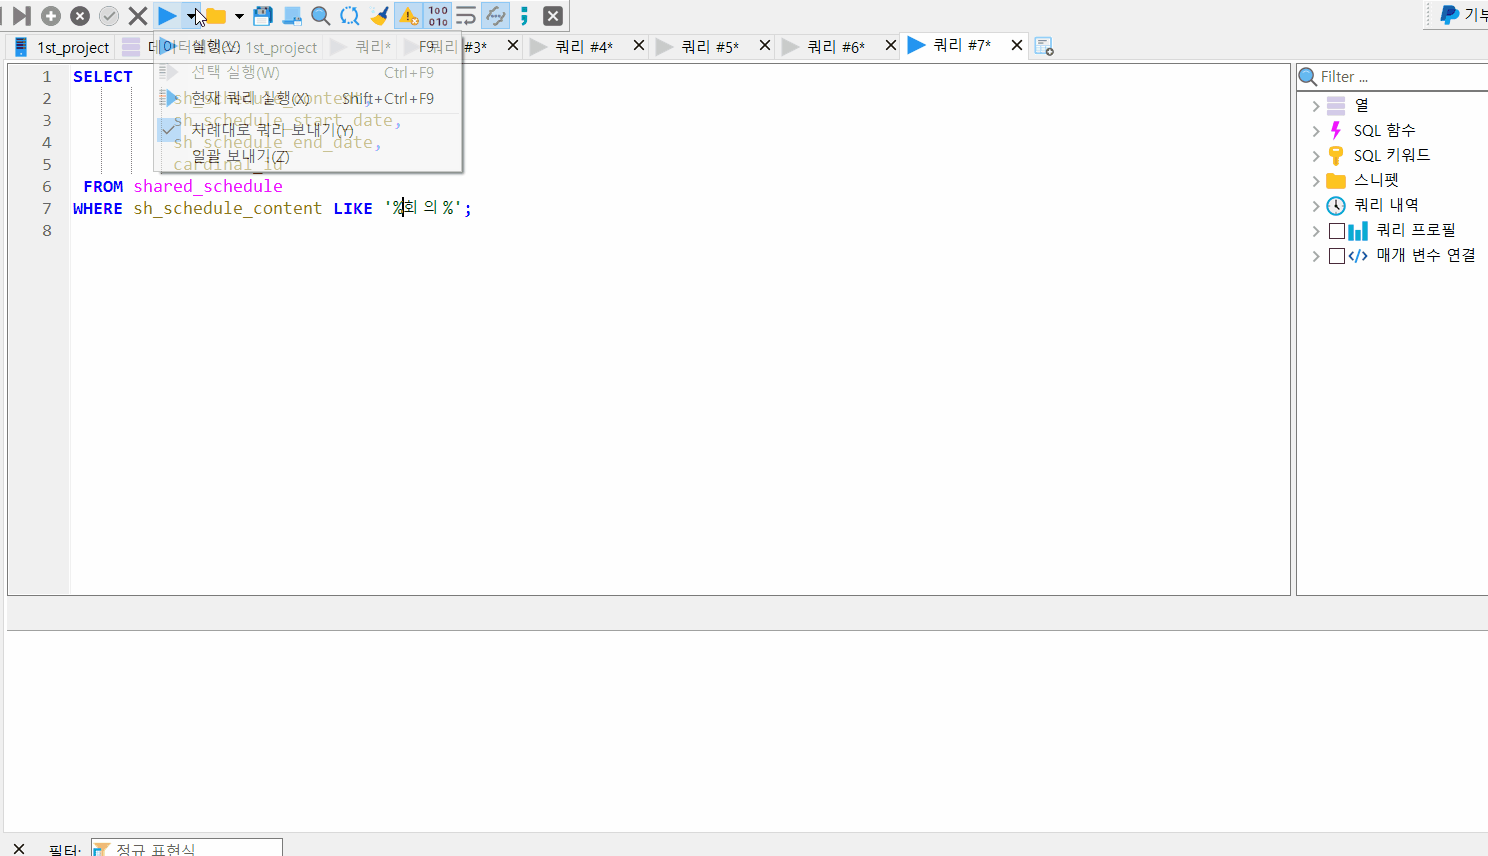 기부
1st_project 1st_project 쿼리* 쿼리 #3* 쿼리 #4* 쿼리 #5* 쿼리 #6* 쿼리 #7*
실행(V) F9
선택 실행(W) Ctrl+F9
현재 쿼리 실행(X) Shift+Ctrl+F9
차례대로 쿼리 보내기(Y)
일괄 보내기(Z)
1 SELECT
2 sh_schedule_content,
3 sh_schedule_start_date,
4 sh_schedule_end_date,
5 cardinal_id
6 FROM shared_schedule
7 WHERE sh_schedule_content LIKE '%회의%';
8
Filter ...
열
SQL 함수
SQL 키워드
스니펫
쿼리 내역
쿼리 프로필
매개 변수 연결
필터: 정규 표현식